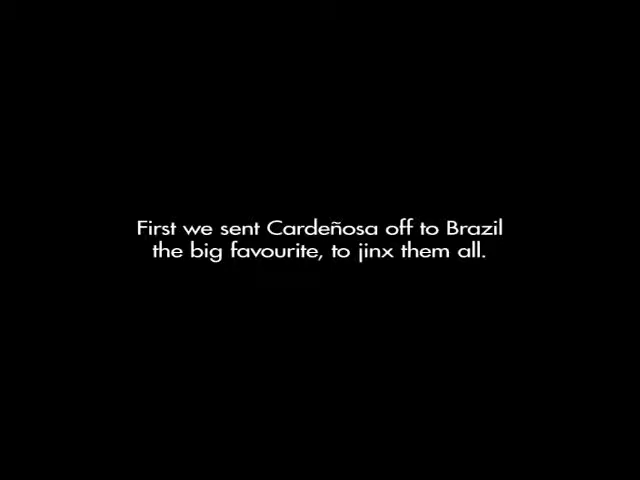 First we sent Cardeñosa off to Brazil
the big favourite, to jinx them all.